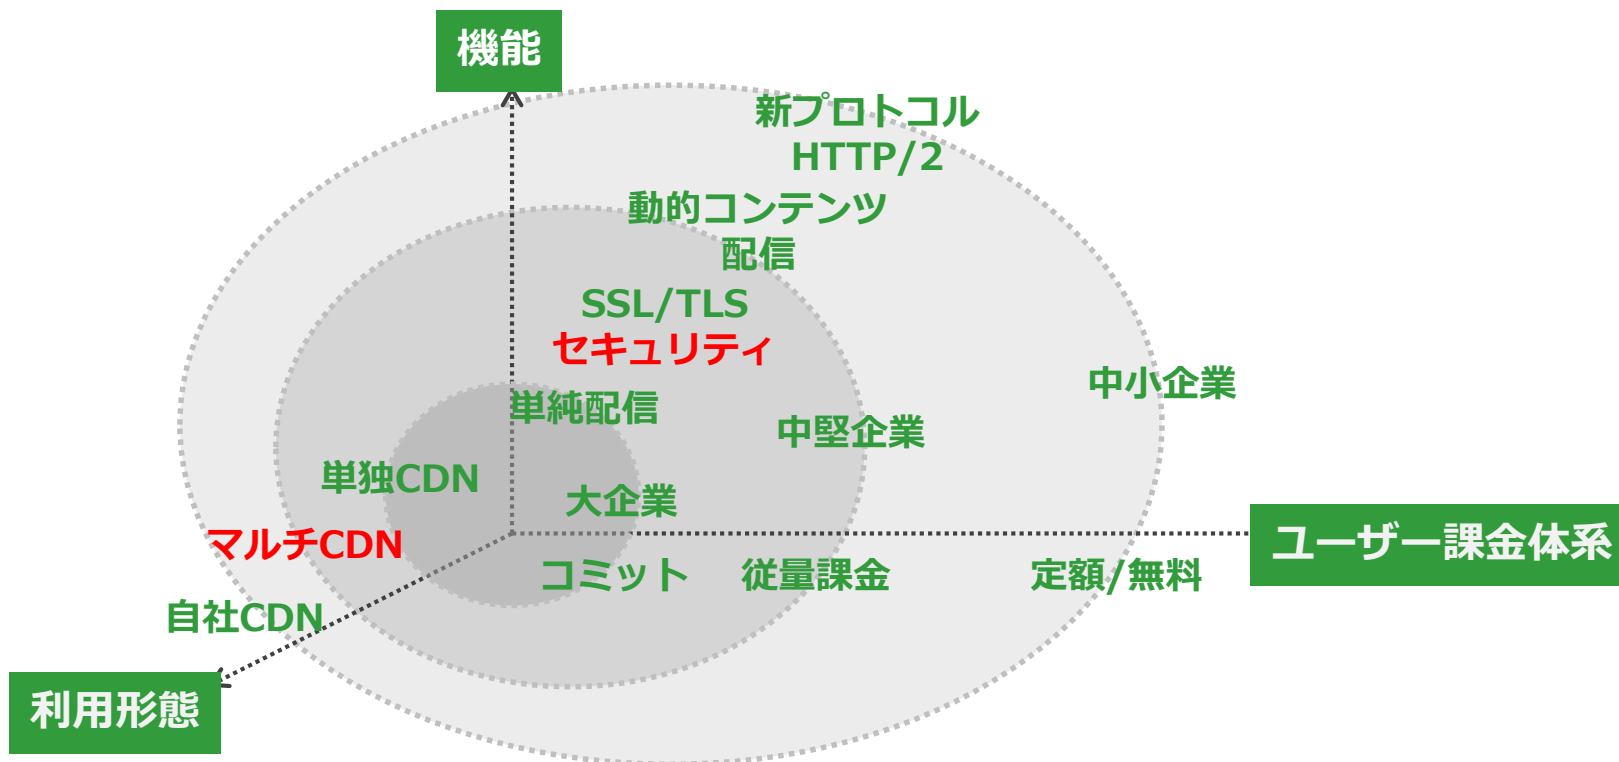 機能
新プロトコル
HTTP/2
動的コンテンツ
配信
SSL/TLS
セキュリティ
中小企業
単純配信
中堅企業
単独CDN
大企業
マルチCDN
ユーザー課金体系
コミット
従量課金
定額/無料
自社CDN
利用形態